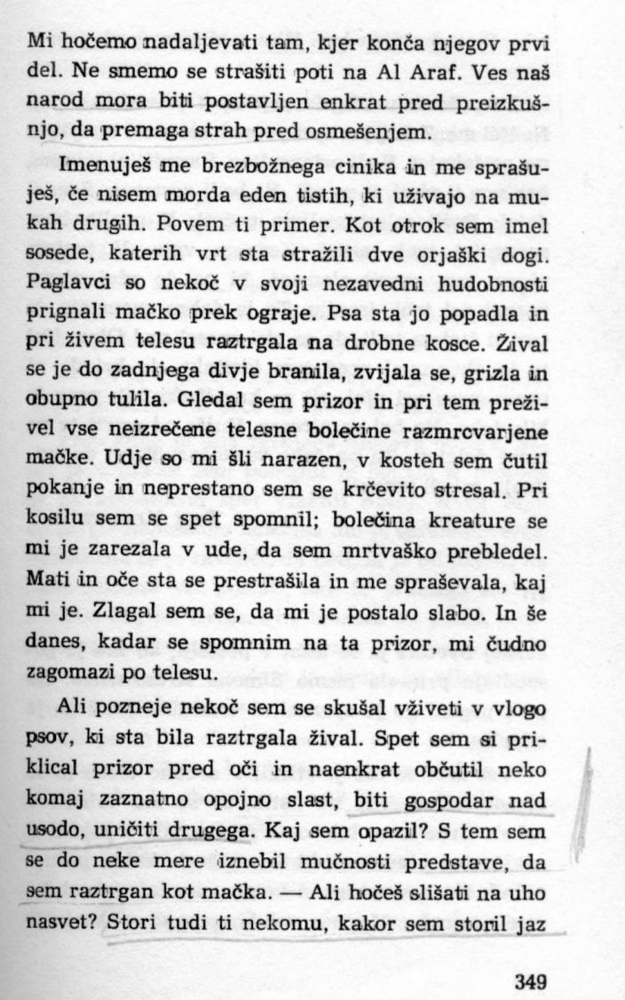 Mi hočemo nadaljevati tam, kjer konča njegov prvi
del. Ne smemo se strašiti poti na Al Araf. Ves naš
narod mora biti postavljen enkrat pred preizkuš-
njo, da premaga strah pred osmešenjem.
Imenuješ me brezbožnega cinika in me sprašu-
ješ, če nisem morda eden tistih, ki uživajo na mu-
kah drugih. Povem ti primer. Kot otrok sem imel
sosede, katerih vrt sta stražili dve orjaški dogi.
Paglavci so nekoč v svoji nezavedni hudobnosti
prignali mačko prek ograje. Psa sta jo popadla in
pri živem telesu raztrgala na drobne kosce. Žival
se je do zadnjega divje branila, zvijala se, grizla in
obupno tulila. Gledal sem prizor in pri tem preži-
vel vse neizrečene telesne bolečine razmrcvarjene
mačke. Udje so mi šli narazen, v kosteh sem čutil
pokanje in neprestano sem se krčevito stresal. Pri
kosilu sem se spet spomnil; bolečina kreature se
mi je zarezala v ude, da sem mrtvaško prebledel.
Mati in oče sta se prestrašila in me spraševala, kaj
mi je. Zlagal sem se, da mi je postalo slabo. In še
danes, kadar se spomnim na ta prizor, mi čudno
zagomazi po telesu.
Ali pozneje nekoč sem se skušal vživeti v vlogo
psov, ki sta bila raztrgala žival. Spet sem si pri-
klical prizor pred oči in naenkrat občutil neko
komaj zaznatno opojno slast, biti gospodar nad
usodo, uničiti drugega. Kaj sem opazil? S tem sem
se do neke mere iznebil mučnosti predstave, da
sem raztrgan kot mačka. — Ali hočeš slišati na uho
nasvet? Stori tudi ti nekomu, kakor sem storil jaz
349